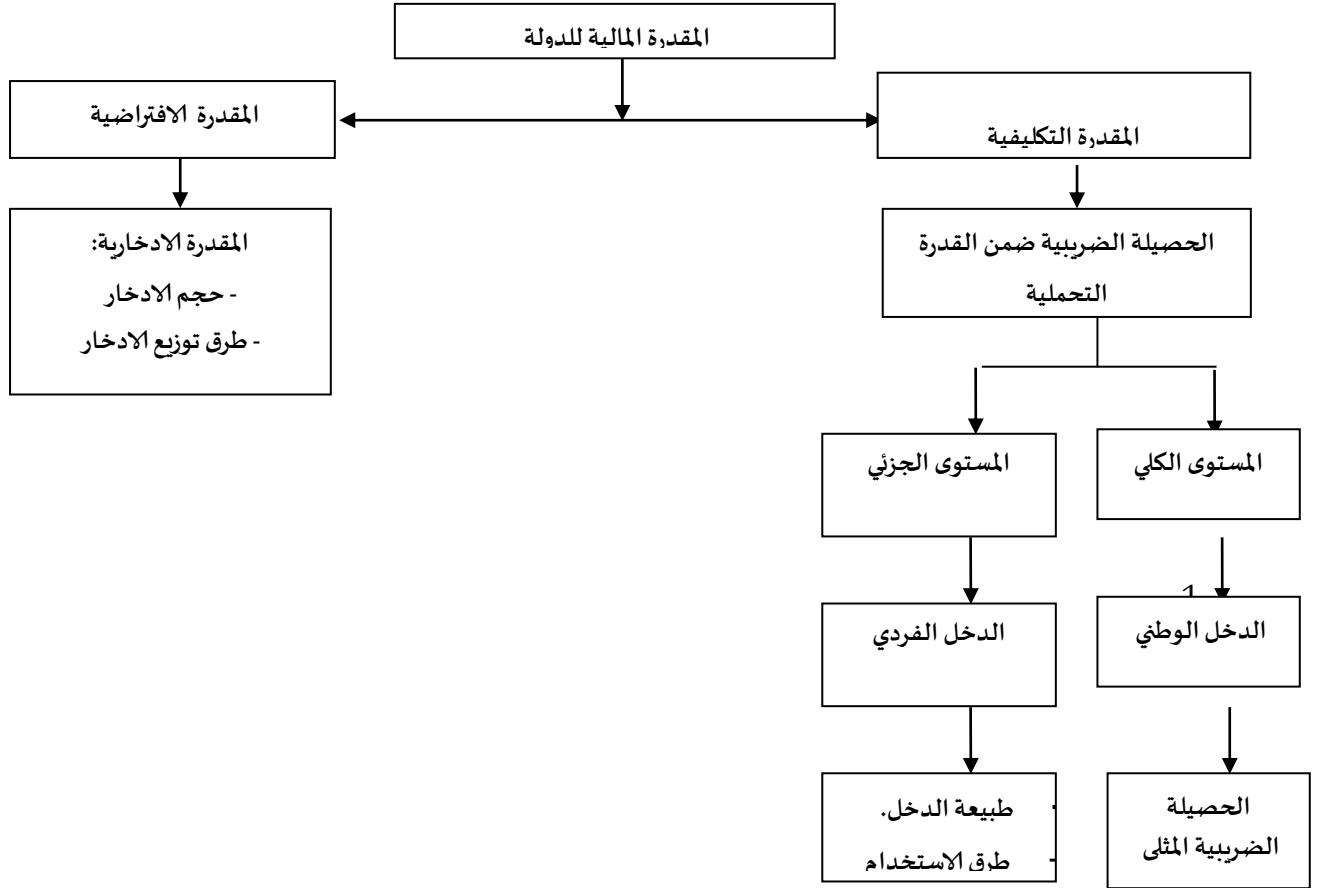 المقدرة المالية للدولة
المقدرة التكليفية
المقدرة الافتراضية
الحصيلة الضريبية ضمن القدرة
التحملية
المقدرة الادخارية:
- حجم الادخار
- طرق توزيع الادخار
المستوى الكلي
المستوى الجزئي
1
الدخل الوطني
الدخل الفردي
الحصيلة
الضريبية المثلى
- طبيعة الدخل.
- طرق الاستخدام